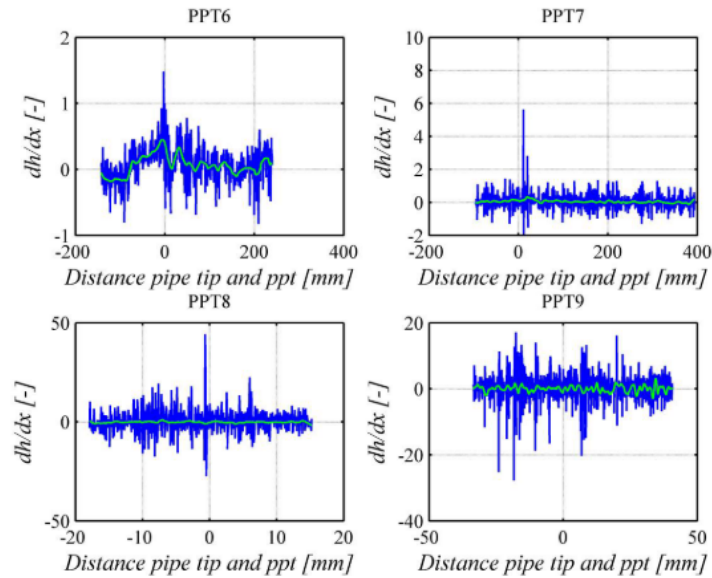 PPT6
2
1
0
-1
dh/dx [-]
-200
0
200
400
Distance pipe tip and ppt [mm]
PPT7
10
8
6
4
2
0
-2
dh/dx [-]
-200
0
200
400
Distance pipe tip and ppt [mm]
PPT8
50
0
-50
dh/dx [-]
-20
-10
0
10
20
Distance pipe tip and ppt [mm]
PPT9
20
0
-20
-40
dh/dx [-]
-50
0
50
Distance pipe tip and ppt [mm]